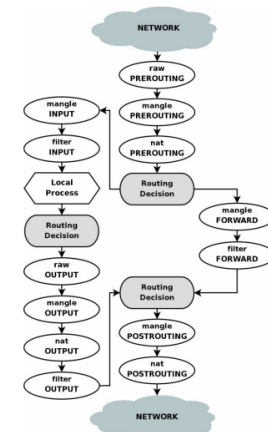 NETWORK
raw
PREROUTING
mangle
PREROUTING
nat
PREROUTING
mangle
INPUT
filter
INPUT
Local
Process
Routing
Decision
Routing
Decision
mangle
FORWARD
filter
FORWARD
raw
OUTPUT
mangle
OUTPUT
nat
OUTPUT
filter
OUTPUT
Routing
Decision
mangle
POSTROUTING
nat
POSTROUTING
NETWORK